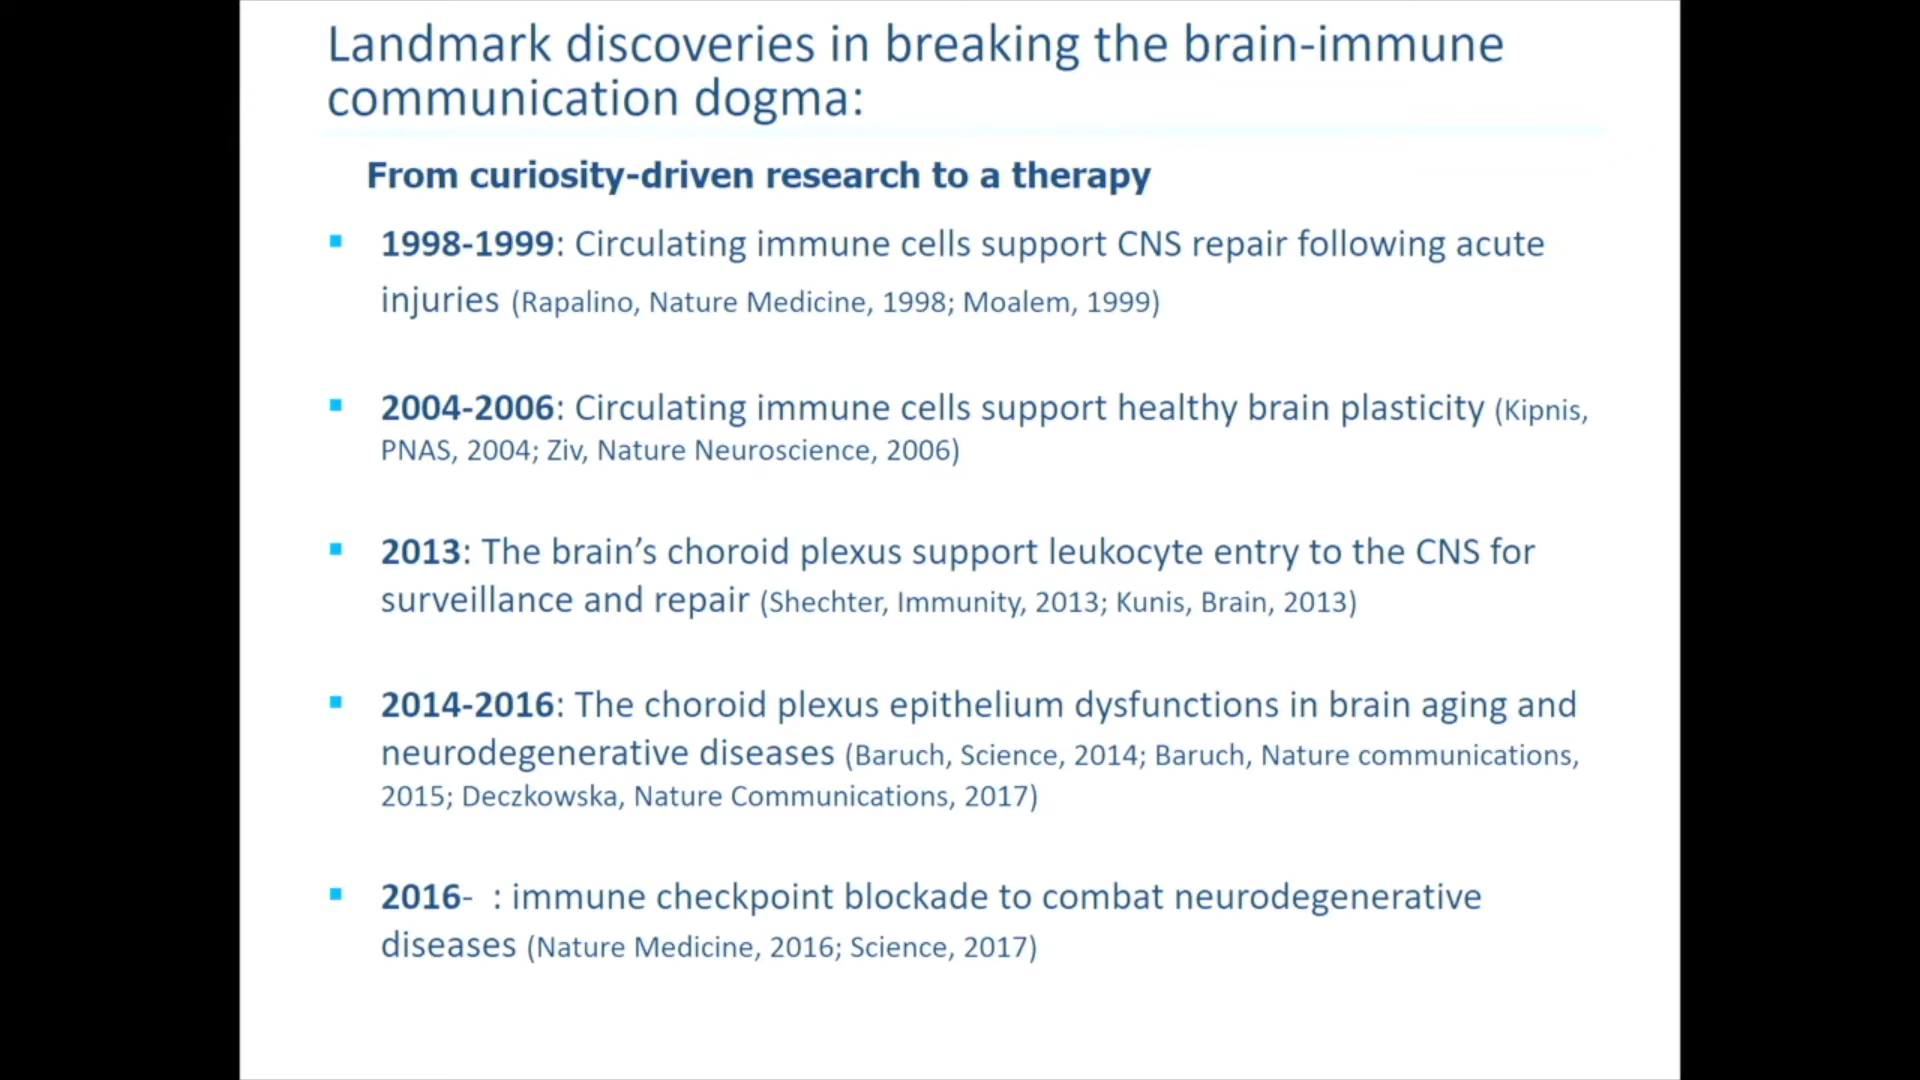 Landmark discoveries in breaking the brain-immune
communication dogma:
From curiosity-driven research to a therapy
▪ 1998-1999: Circulating immune cells support CNS repair following acute
injuries (Rapalino, Nature Medicine, 1998; Moalem, 1999)
▪ 2004-2006: Circulating immune cells support healthy brain plasticity (Kipnis,
PNAS, 2004; Ziv, Nature Neuroscience, 2006)
▪ 2013: The brain’s choroid plexus support leukocyte entry to the CNS for
surveillance and repair (Shechter, Immunity, 2013; Kunis, Brain, 2013)
▪ 2014-2016: The choroid plexus epithelium dysfunctions in brain aging and
neurodegenerative diseases (Baruch, Science, 2014; Baruch, Nature communications,
2015; Deczkowska, Nature Communications, 2017)
▪ 2016-  : immune checkpoint blockade to combat neurodegenerative
diseases (Nature Medicine, 2016; Science, 2017)